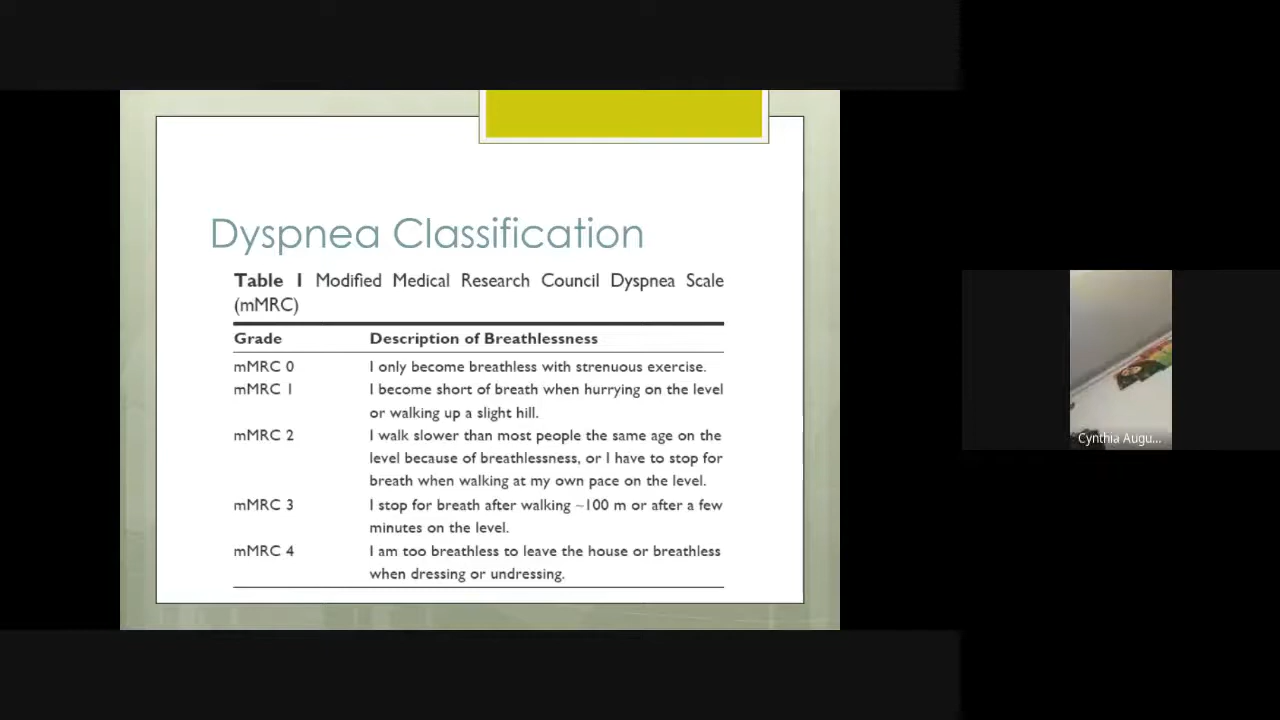 Dyspnea Classification
Table 1 Modified Medical Research Council Dyspnea Scale
(mMRC)
Grade Description of Breathlessness
mMRC 0 I only become breathless with strenuous exercise.
mMRC 1 I become short of breath when hurrying on the level
or walking up a slight hill.
mMRC 2 I walk slower than most people the same age on the
level because of breathlessness, or I have to stop for
breath when walking at my own pace on the level.
mMRC 3 I stop for breath after walking ~100 m or after a few
minutes on the level.
mMRC 4 I am too breathless to leave the house or breathless
when dressing or undressing.
Cynthia Augu...